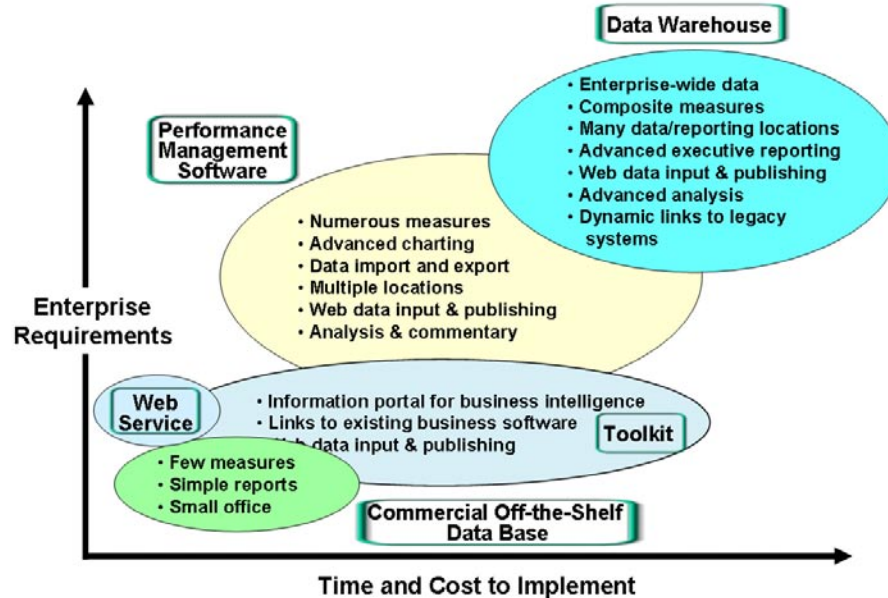 Data Warehouse
• Enterprise-wide data
• Composite measures
• Many data/reporting locations
• Advanced executive reporting
• Web data input & publishing
• Advanced analysis
• Dynamic links to legacy
systems
Performance
Management
Software
• Numerous measures
• Advanced charting
• Data import and export
• Multiple locations
• Web data input & publishing
• Analysis & commentary
Enterprise
Requirements
Web
Service
• Information portal for business intelligence
• Links to existing business software
data input & publishing
Toolkit
• Few measures
• Simple reports
• Small office
Commercial Off-the-Shelf
Data Base
Time and Cost to Implement